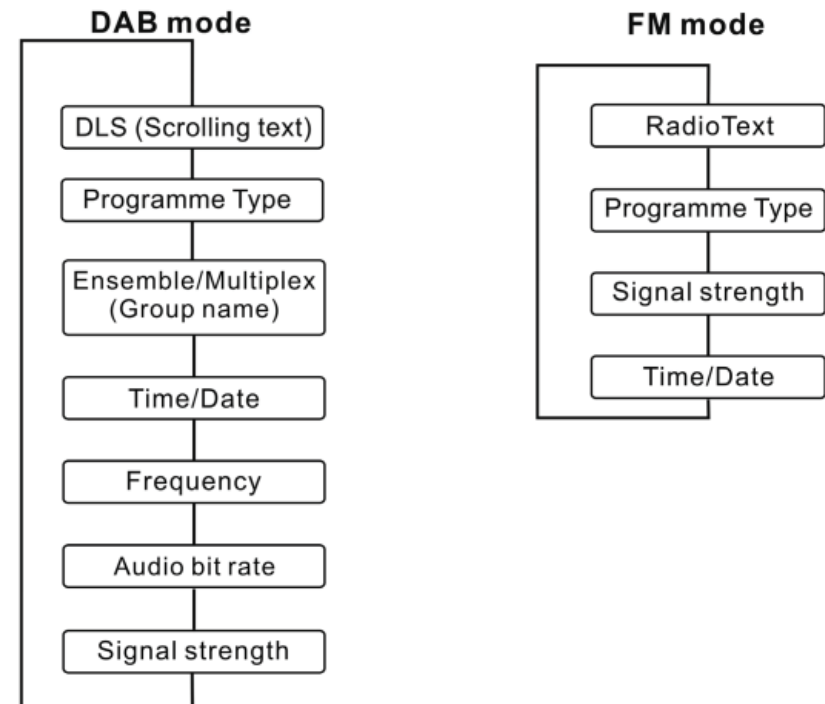 DAB mode
DLS (Scrolling text)
Programme Type
Ensemble/Multiplex
(Group name)
Time/Date
Frequency
Audio bit rate
Signal strength
FM mode
RadioText
Programme Type
Signal strength
Time/Date